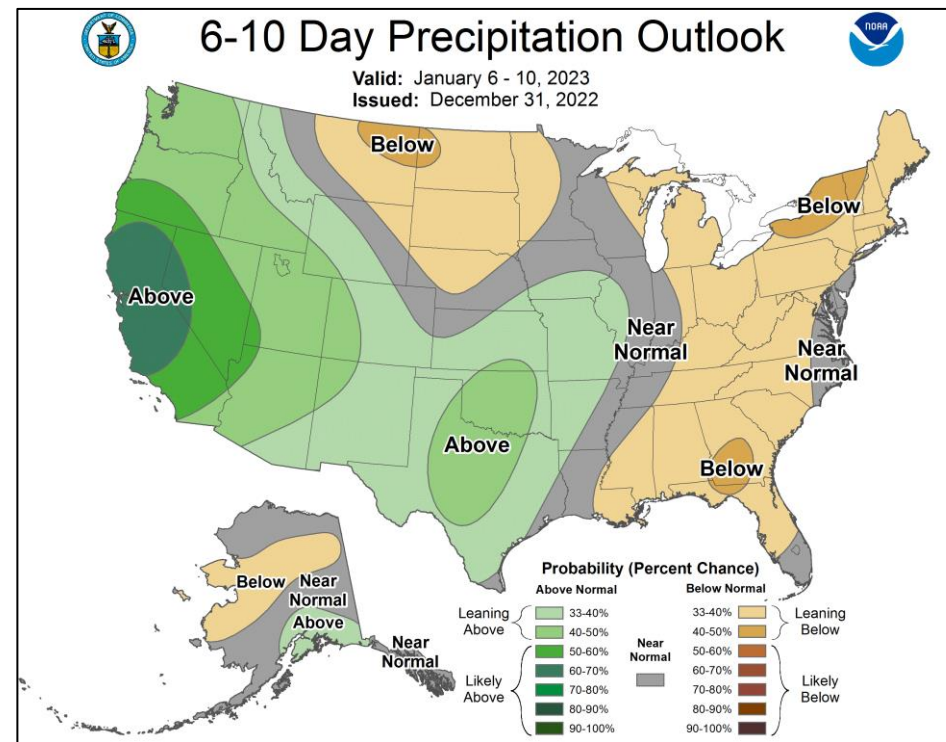 6-10 Day Precipitation Outlook
NOAA
Valid: January 6 - 10, 2023
Issued: December 31, 2022
Below
Below
Above
Near
Normal
Near
Normal
Above
Below
Below
Near
Normal
Above
Near
Normal
Probability (Percent Chance)
Above Normal
Below Normal
Leaning
Above
33-40%
40-50%
Likely
Above
50-60%
60-70%
70-80%
80-90%
90-100%
Near
Normal
33-40%
40-50%
Leaning
Below
50-60%
60-70%
70-80%
80-90%
90-100%
Likely
Below